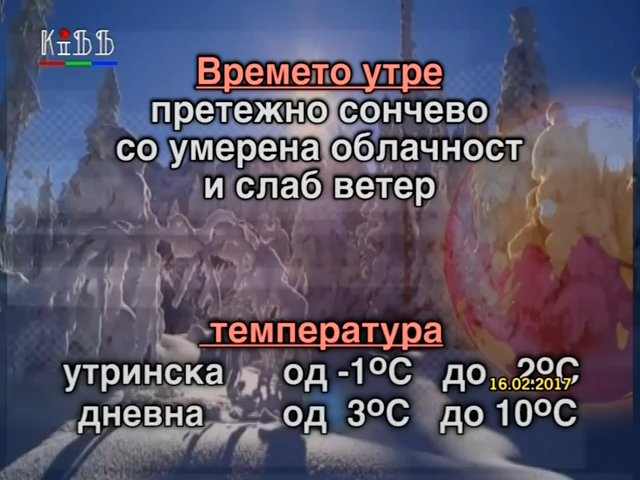 Времето утре
претежно сончево
со умерена облачност
и слаб ветер
температура
утринска од -1ºC до 2ºC
16.02.2017
дневна од 3ºC до 10ºC